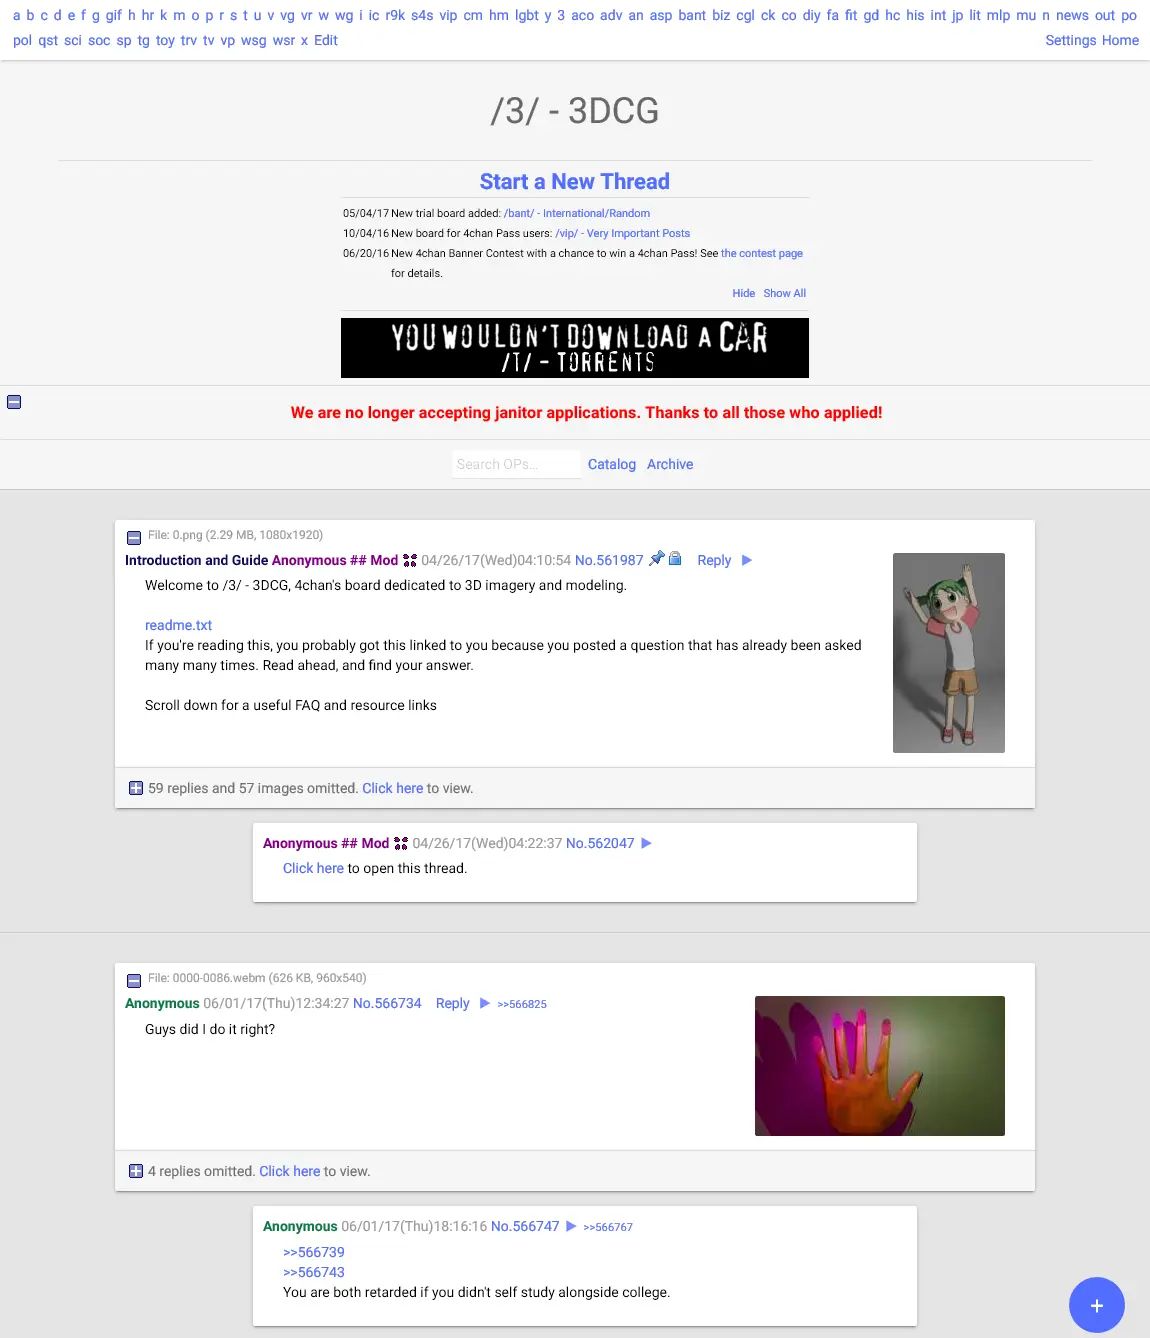 a b c d e f g gif h hr k m o p r s t u v vg vr w wg i ic r9k s4s vip cm hm lgbt y 3 aco adv an asp bant biz cgl ck co diy fa fit gd hc his int jp lit mlp mu n news out po
pol qst sci soc sp tg toy trv tv vp wsg wsr x Edit
Settings Home
/3/ - 3DCG
Start a New Thread
05/04/17 New trial board added: /bant/ - International/Random
10/04/16 New board for 4chan Pass users: /vip/ - Very Important Posts
06/20/16 New 4chan Banner Contest with a chance to win a 4chan Pass! See the contest page
for details.
Hide Show All
YOU WOULDN'T DOWNLOAD A CAR
/T/ - TORRENTS
We are no longer accepting janitor applications. Thanks to all those who applied!
Search OPs... Catalog Archive
File: 0.png (2.29 MB, 1080x1920)
Introduction and Guide Anonymous ## Mod 04/26/17(Wed)04:10:54 No.561987 Reply ▶
Welcome to /3/ - 3DCG, 4chan's board dedicated to 3D imagery and modeling.
readme.txt
If you're reading this, you probably got this linked to you because you posted a question that has already been asked
many many times. Read ahead, and find your answer.
Scroll down for a useful FAQ and resource links
59 replies and 57 images omitted. Click here to view.
Anonymous ## Mod 04/26/17(Wed)04:22:37 No.562047 ▶
Click here to open this thread.
File: 0000-0086.webm (626 KB, 960x540)
Anonymous 06/01/17(Thu)12:34:27 No.566734 Reply ▶ >>566825
Guys did I do it right?
4 replies omitted. Click here to view.
Anonymous 06/01/17(Thu)18:16:16 No.566747 ▶ >>566767
>>566739
>>566743
You are both retarded if you didn't self study alongside college.
+